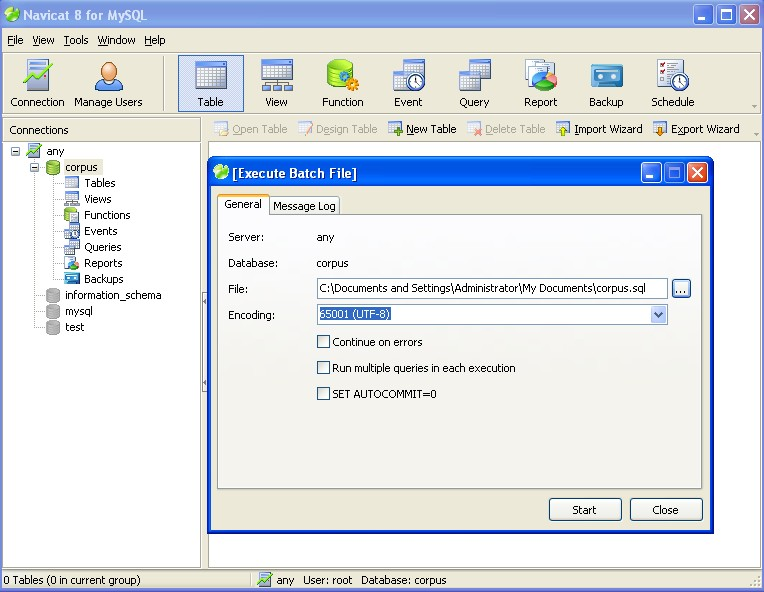 Navicat 8 for MySQL
File View Tools Window Help
Connection Manage Users Table View Function Event Query Report Backup Schedule
Connections
Open Table Design Table New Table Delete Table Import Wizard Export Wizard
any
corpus
Tables
Views
Functions
Events
Queries
Reports
Backups
information_schema
mysql
test
[Execute Batch File]
General Message Log
Server: any
Database: corpus
File: C:\Documents and Settings\Administrator\My Documents\corpus.sql ...
Encoding: 65001 (UTF-8)
Continue on errors
Run multiple queries in each execution
SET AUTOCOMMIT=0
Start Close
0 Tables (0 in current group) any User: root Database: corpus